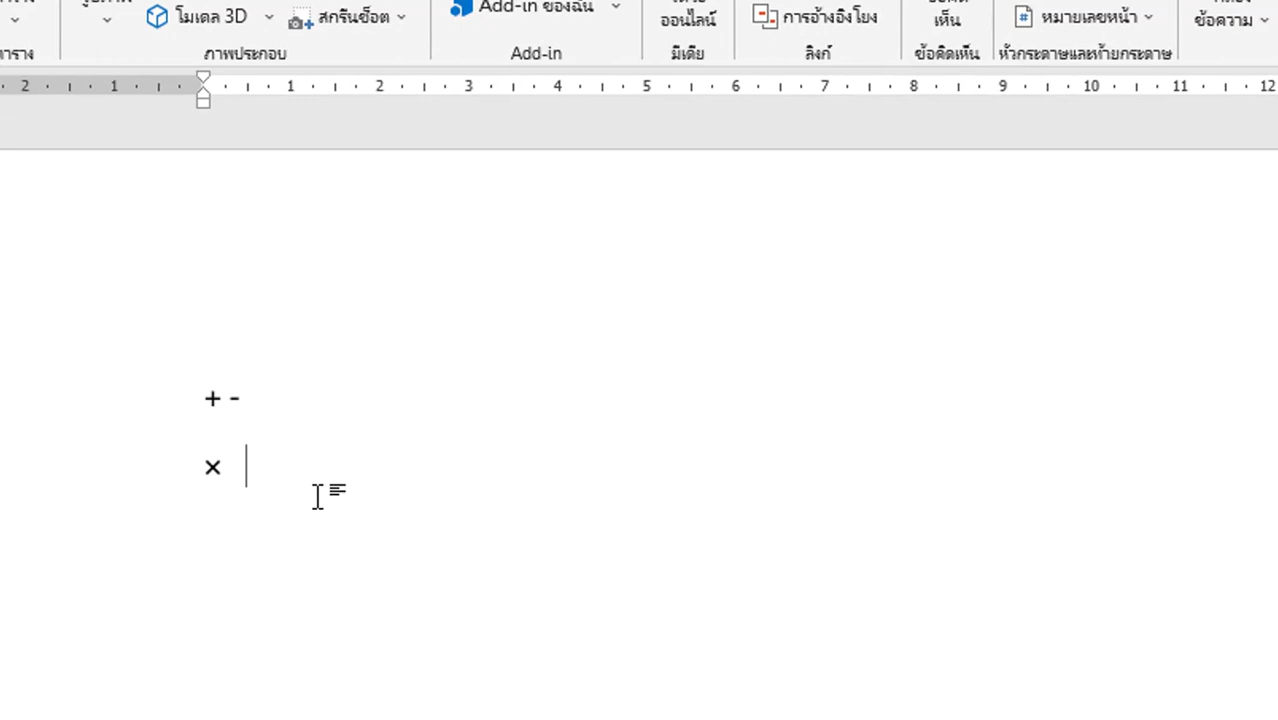 โมเดล 3D
สกรีนช็อต
Add-in ของฉัน
ออนไลน์
การอ้างอิงโยง
เห็น
หมายเลขหน้า
ข้อความ
ภาพประกอบ
Add-in
มีเดีย
ลิงก์
ข้อคิดเห็น
หัวกระดาษและท้ายกระดาษ
2 1 1 2 3 4 5 6 7 8 9 10 11 12
+ -
×